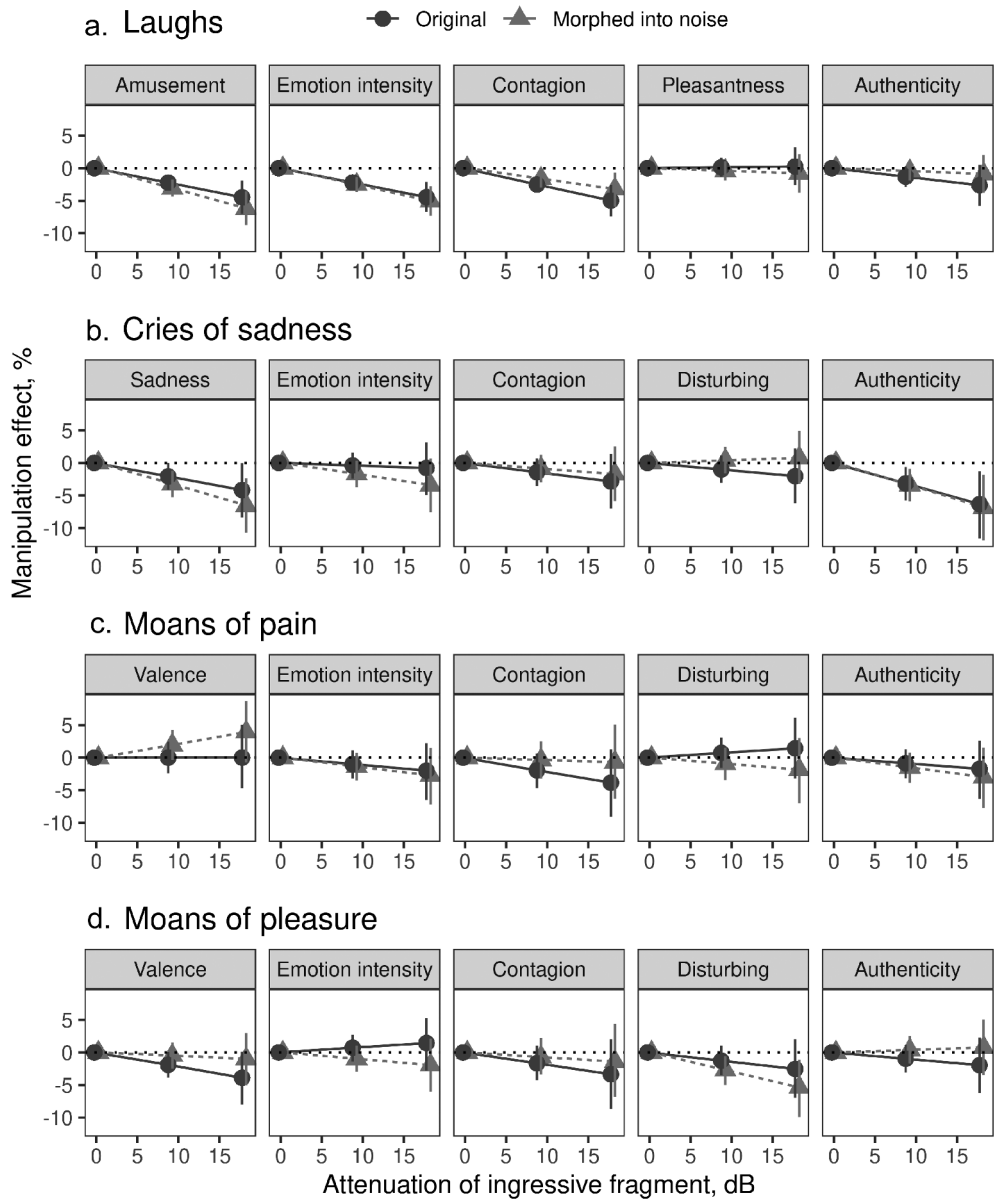 a. Laughs
Original Morphed into noise
Amusement Emotion intensity Contagion Pleasantness Authenticity
5
0
-5
-10
0 5 10 15 0 5 10 15 0 5 10 15 0 5 10 15 0 5 10 15
b. Cries of sadness
Sadness Emotion intensity Contagion Disturbing Authenticity
5
0
-5
-10
0 5 10 15 0 5 10 15 0 5 10 15 0 5 10 15 0 5 10 15
Manipulation effect, %
c. Moans of pain
Valence Emotion intensity Contagion Disturbing Authenticity
5
0
-5
-10
0 5 10 15 0 5 10 15 0 5 10 15 0 5 10 15 0 5 10 15
d. Moans of pleasure
Valence Emotion intensity Contagion Disturbing Authenticity
5
0
-5
-10
0 5 10 15 0 5 10 15 0 5 10 15 0 5 10 15 0 5 10 15
Attenuation of ingressive fragment, dB